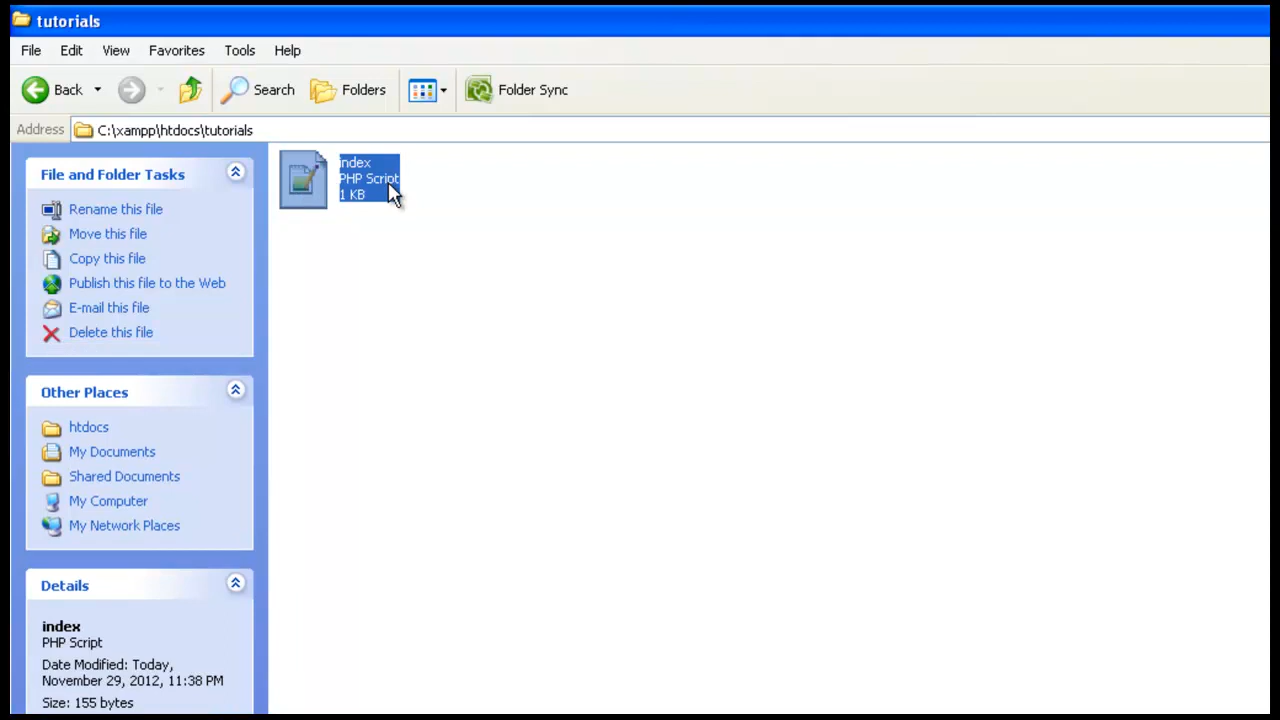 tutorials
File Edit View Favorites Tools Help
Back Search Folders Folder Sync
Address C:\xampp\htdocs\tutorials
File and Folder Tasks
Rename this file
Move this file
Copy this file
Publish this file to the Web
E-mail this file
Delete this file
Other Places
htdocs
My Documents
Shared Documents
My Computer
My Network Places
Details
index
PHP Script
Date Modified: Today,
November 29, 2012, 11:38 PM
Size: 155 bytes
index
PHP Script
1 KB